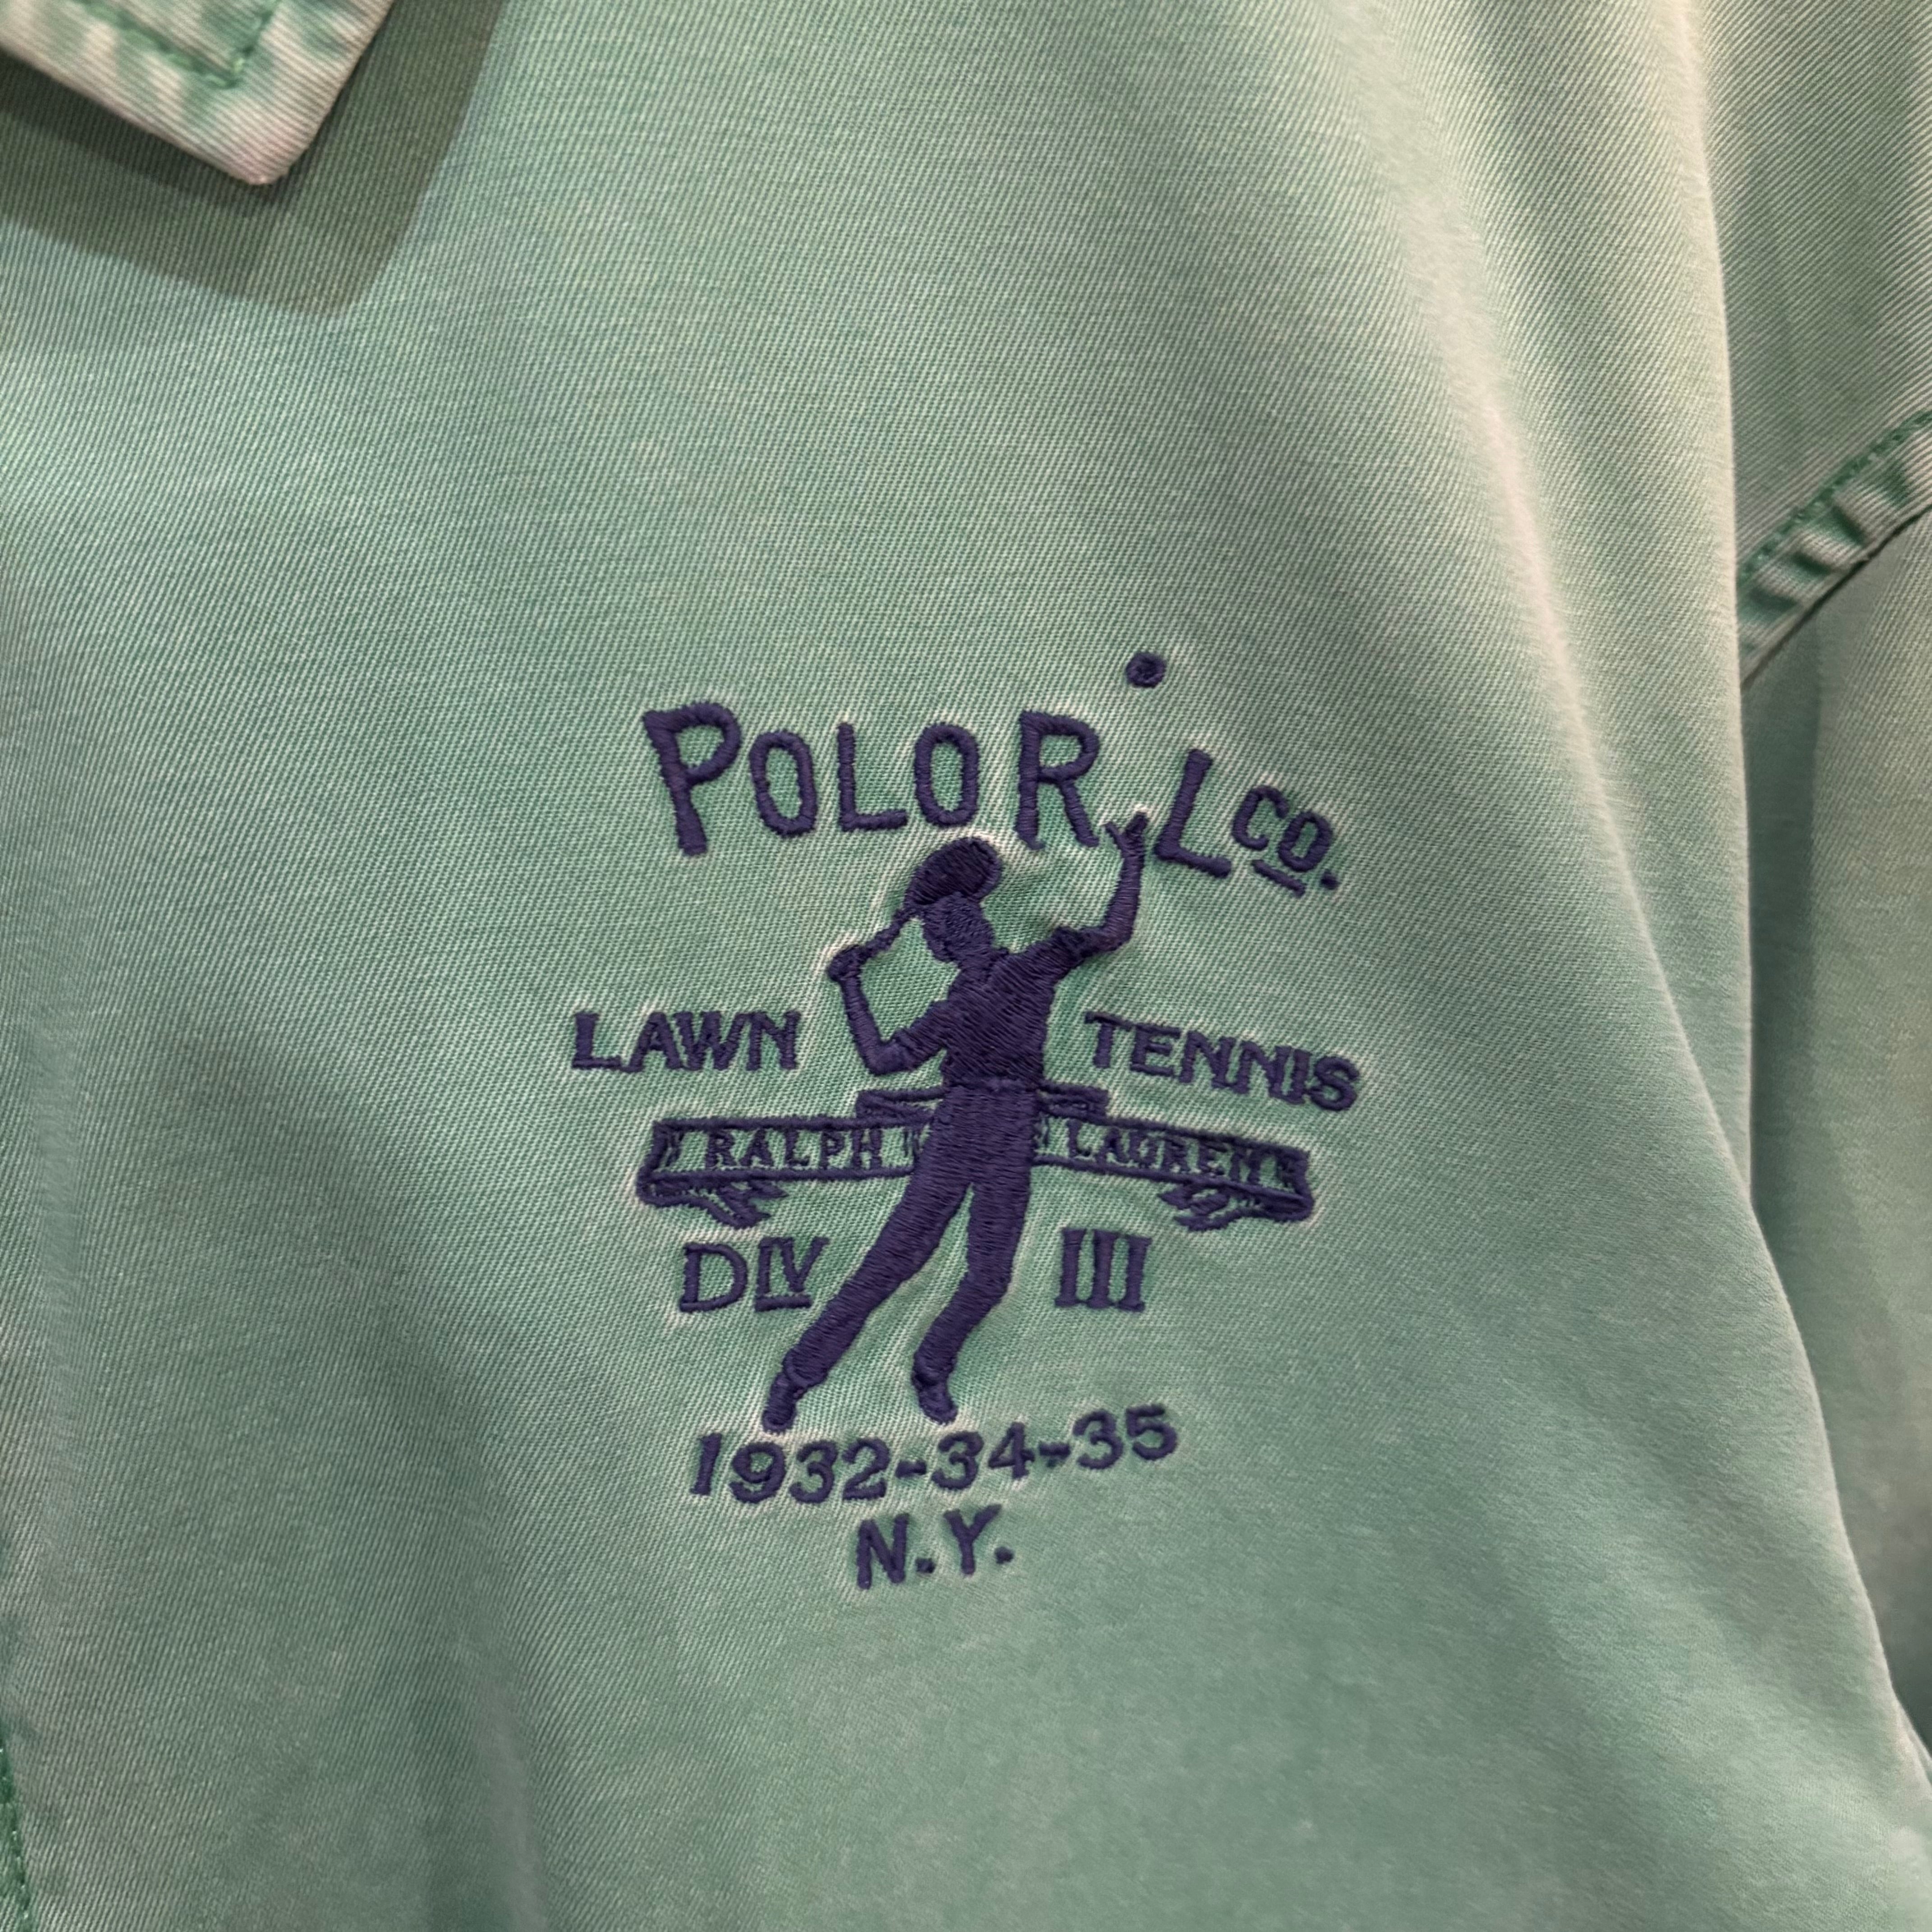 POLO R. L CO.
LAWN TENNIS
RALPH LAUREN
DIV III
1932-34-35
N.Y.